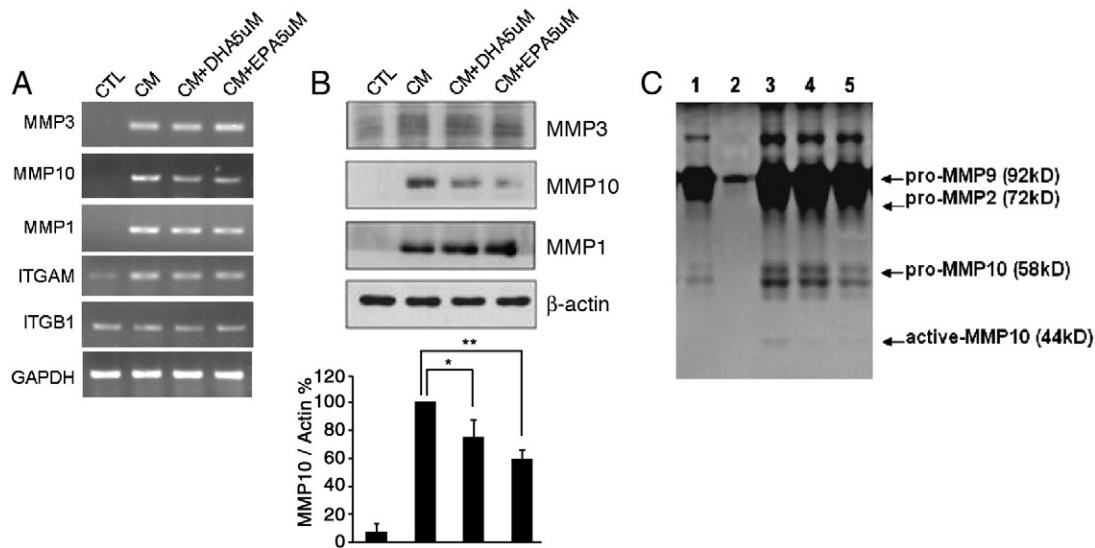 A
CTL
CM
CM+DHA5uM
CM+EPA5uM
MMP3
MMP10
MMP1
ITGAM
ITGB1
GAPDH
B
CTL
CM
CM+DHA5uM
CM+EPA5uM
MMP3
MMP10
MMP1
β-actin
**
*
MMP10 / Actin %
120
100
80
60
40
20
0
C
1 2 3 4 5
pro-MMP9 (92kD)
pro-MMP2 (72kD)
pro-MMP10 (58kD)
active-MMP10 (44kD)